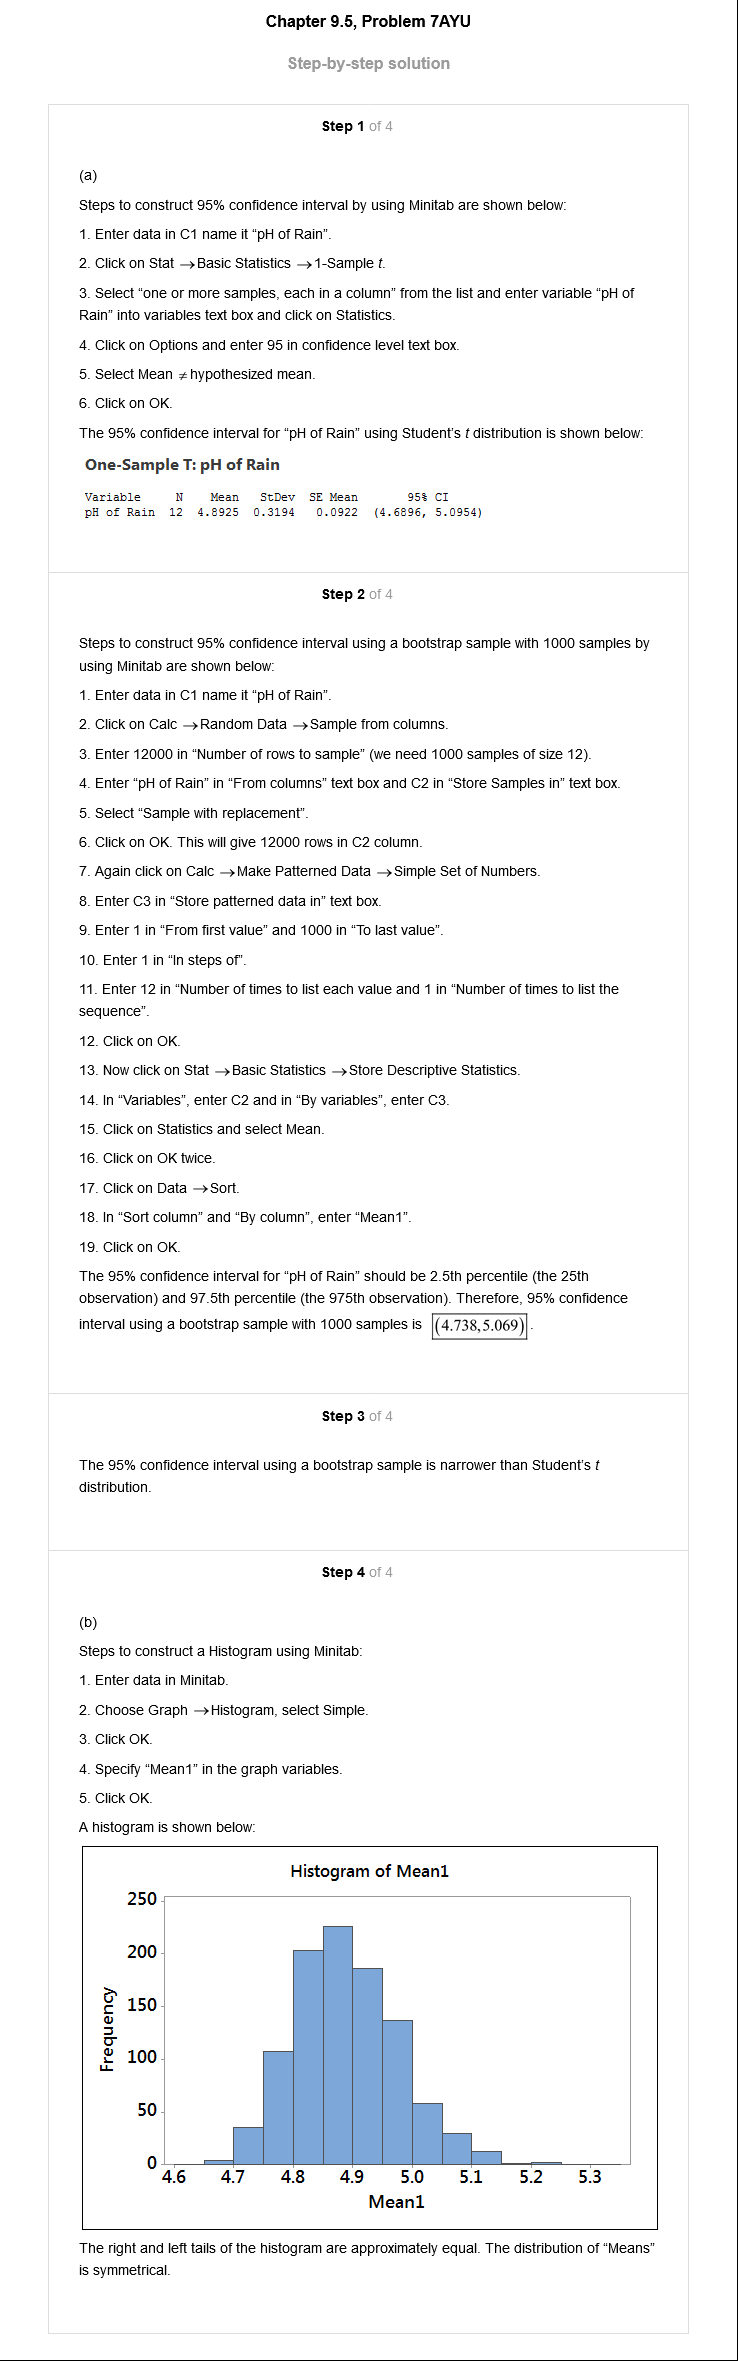 Chapter 9.5, Problem 7AYU
Step-by-step solution
Step 1 of 4
(a)
Steps to construct 95% confidence interval by using Minitab are shown below:
1. Enter data in C1 name it “pH of Rain”.
2. Click on Stat →Basic Statistics →1-Sample t.
3. Select “one or more samples, each in a column” from the list and enter variable “pH of
Rain” into variables text box and click on Statistics.
4. Click on Options and enter 95 in confidence level text box.
5. Select Mean ≠ hypothesized mean.
6. Click on OK.
The 95% confidence interval for “pH of Rain” using Student’s t distribution is shown below:
One-Sample T: pH of Rain
Variable N Mean StDev SE Mean 95% CI
pH of Rain 12 4.8925 0.3194 0.0922 (4.6896, 5.0954)
Step 2 of 4
Steps to construct 95% confidence interval using a bootstrap sample with 1000 samples by
using Minitab are shown below:
1. Enter data in C1 name it “pH of Rain”.
2. Click on Calc →Random Data →Sample from columns.
3. Enter 12000 in “Number of rows to sample” (we need 1000 samples of size 12).
4. Enter “pH of Rain” in “From columns” text box and C2 in “Store Samples in” text box.
5. Select “Sample with replacement”.
6. Click on OK. This will give 12000 rows in C2 column.
7. Again click on Calc →Make Patterned Data →Simple Set of Numbers.
8. Enter C3 in “Store patterned data in” text box.
9. Enter 1 in “From first value” and 1000 in “To last value”.
10. Enter 1 in “In steps of”.
11. Enter 12 in “Number of times to list each value and 1 in “Number of times to list the
sequence”.
12. Click on OK.
13. Now click on Stat →Basic Statistics →Store Descriptive Statistics.
14. In “Variables”, enter C2 and in “By variables”, enter C3.
15. Click on Statistics and select Mean.
16. Click on OK twice.
17. Click on Data →Sort.
18. In “Sort column” and “By column”, enter “Mean1”.
19. Click on OK.
The 95% confidence interval for “pH of Rain” should be 2.5th percentile (the 25th
observation) and 97.5th percentile (the 975th observation). Therefore, 95% confidence
interval using a bootstrap sample with 1000 samples is (4.738,5.069).
Step 3 of 4
The 95% confidence interval using a bootstrap sample is narrower than Student’s t
distribution.
Step 4 of 4
(b)
Steps to construct a Histogram using Minitab:
1. Enter data in Minitab.
2. Choose Graph →Histogram, select Simple.
3. Click OK.
4. Specify “Mean1” in the graph variables.
5. Click OK.
A histogram is shown below:
Histogram of Mean1
250
200
150
100
50
0
Frequency
4.6 4.7 4.8 4.9 5.0 5.1 5.2 5.3
Mean1
The right and left tails of the histogram are approximately equal. The distribution of “Means”
is symmetrical.